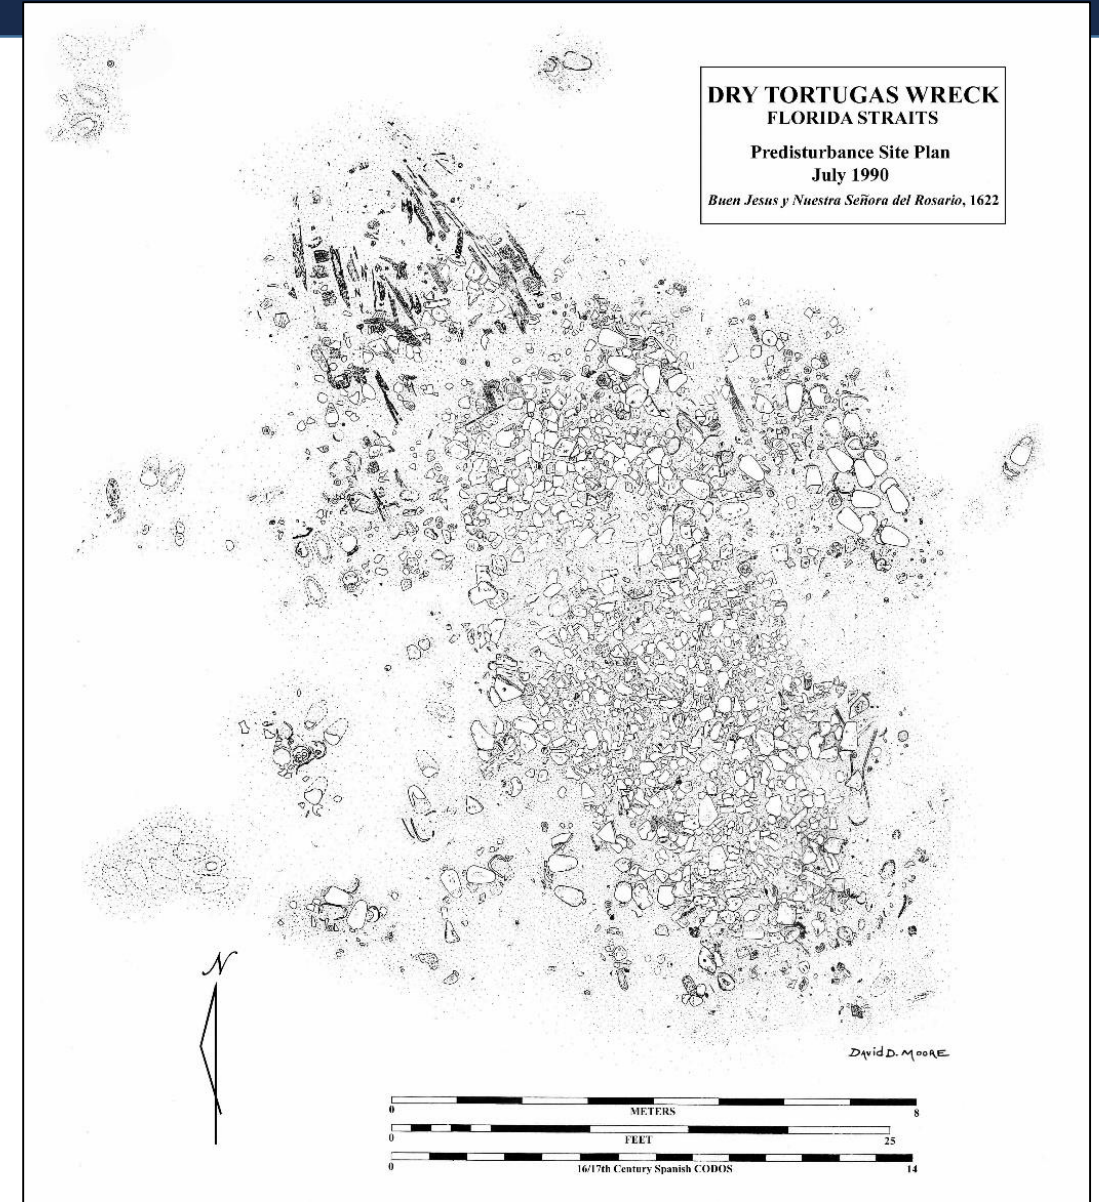 DRY TORTUGAS WRECK
FLORIDA STRAITS
Predisturbance Site Plan
July 1990
Buen Jesus y Nuestra Señora del Rosario, 1622
N
DAVID D. MOORE
0 8
METERS
0 25
FEET
0 14
16/17th Century Spanish CODOS